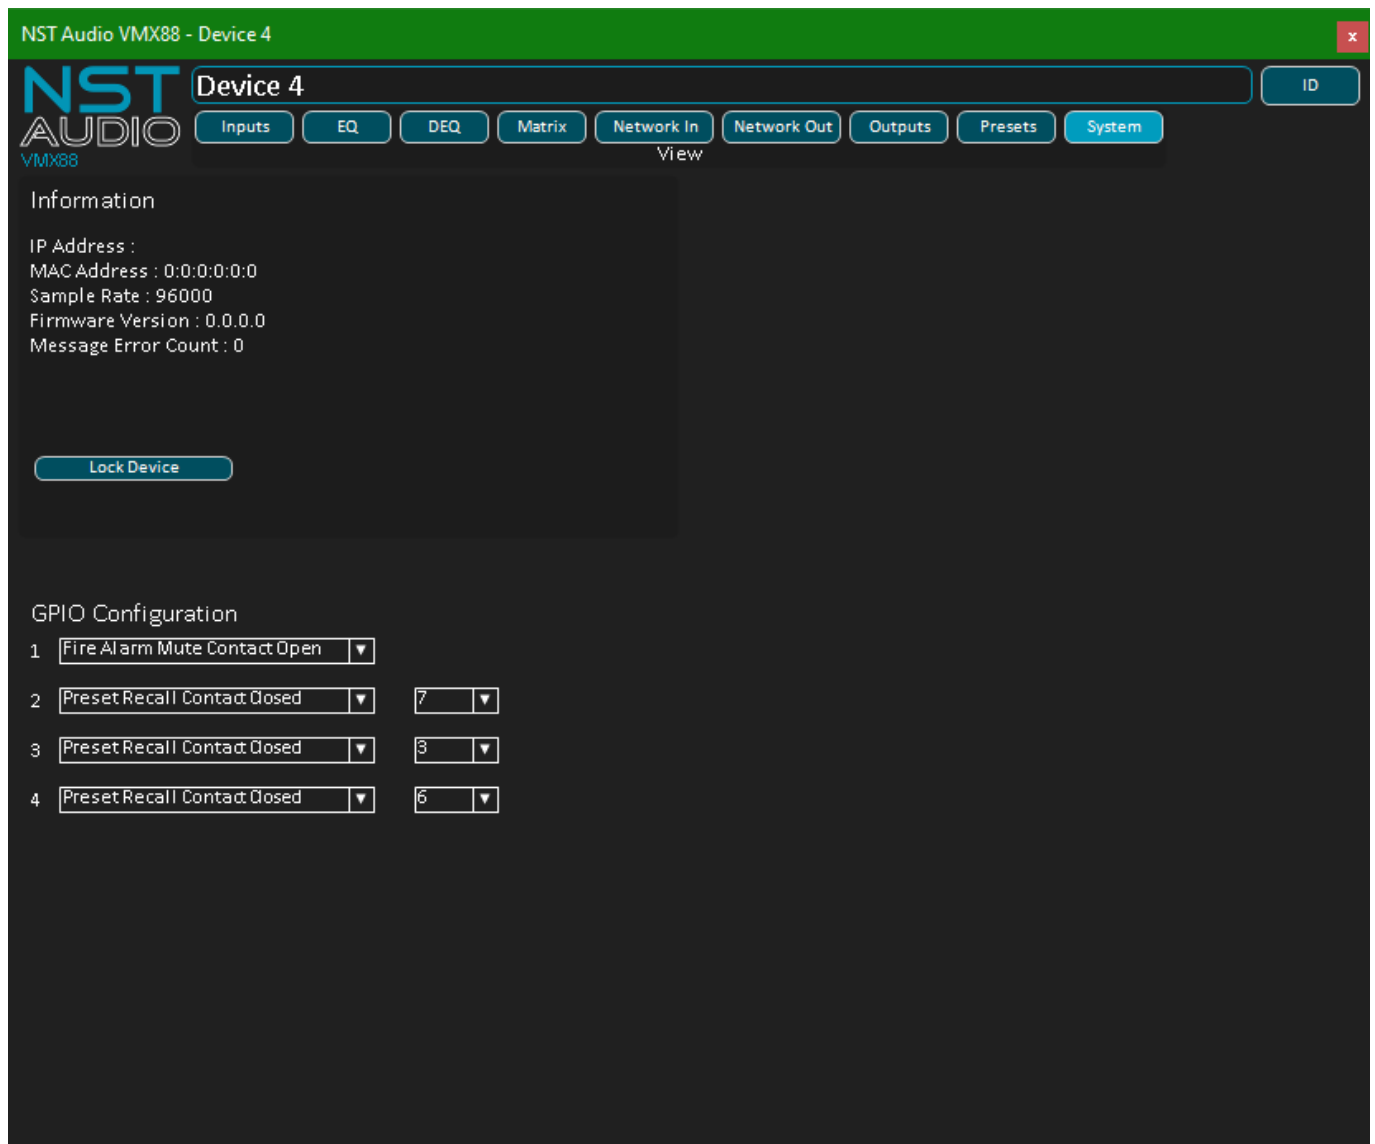 NST Audio VMX88 - Device 4
x
NST
AUDIO
VMX88
Device 4
ID
Inputs EQ DEQ Matrix Network In Network Out Outputs Presets System
View
Information
IP Address :
MAC Address : 0:0:0:0:0:0
Sample Rate : 96000
Firmware Version : 0.0.0.0
Message Error Count : 0
Lock Device
GPIO Configuration
1 Fire Alarm Mute Contact Open ▼
2 Preset Recall Contact Closed ▼ 7 ▼
3 Preset Recall Contact Closed ▼ 3 ▼
4 Preset Recall Contact Closed ▼ 6 ▼